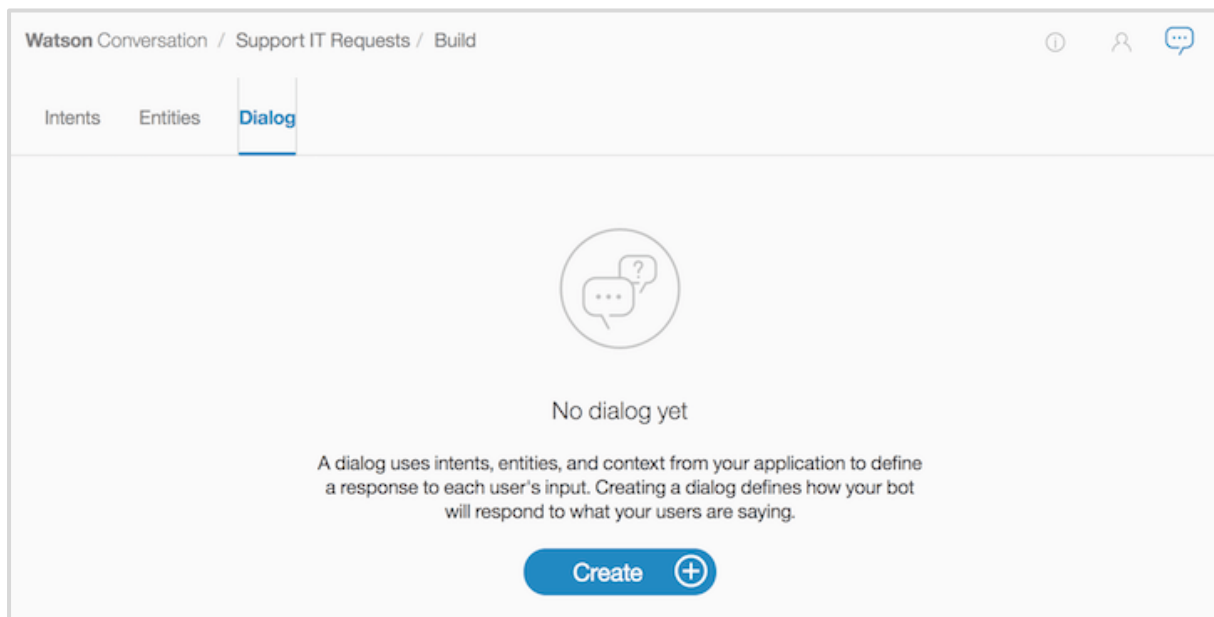 Watson Conversation / Support IT Requests / Build
Intents Entities Dialog
?
No dialog yet
A dialog uses intents, entities, and context from your application to define
a response to each user's input. Creating a dialog defines how your bot
will respond to what your users are saying.
Create